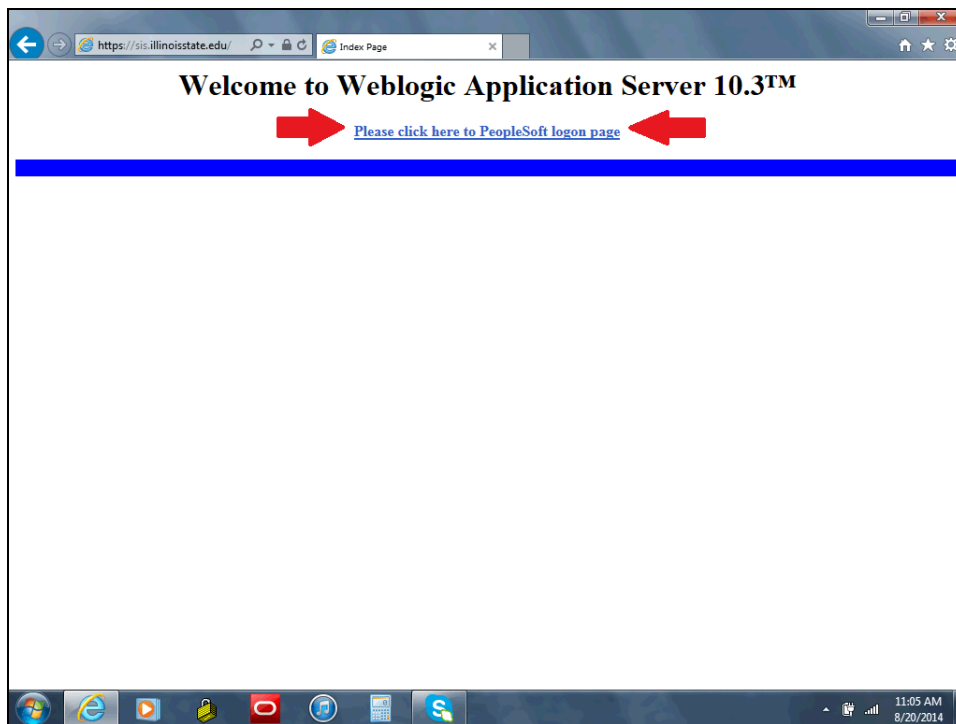 https://sis.illinoisstate.edu/
Index Page
Welcome to Weblogic Application Server 10.3™
Please click here to PeopleSoft logon page
11:05 AM
8/20/2014